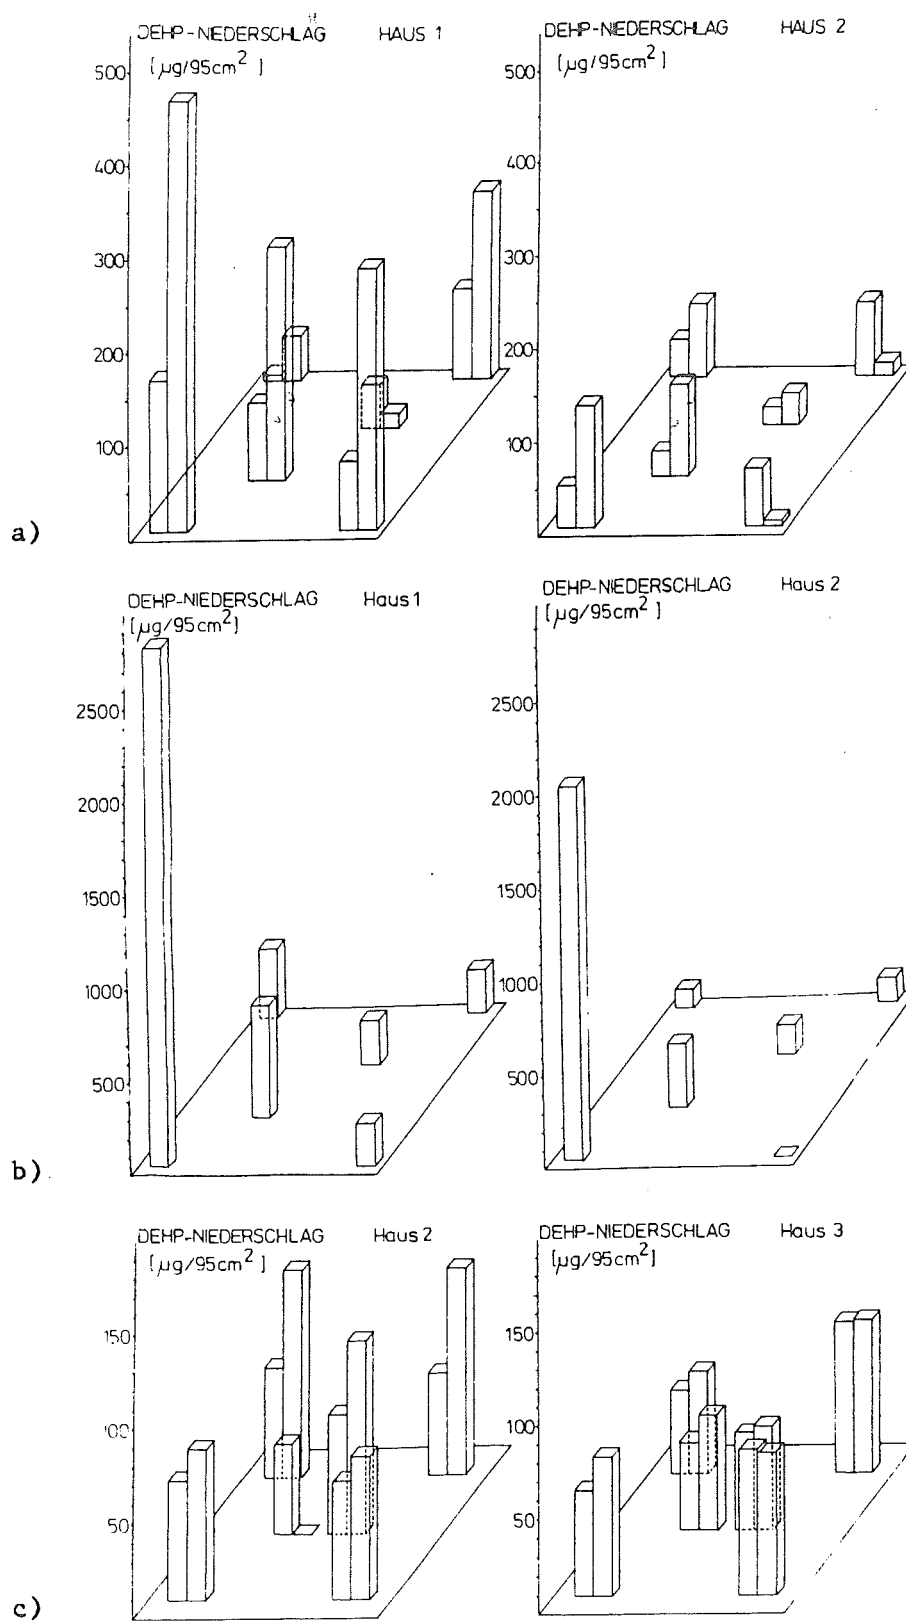 DEHP-NIEDERSCHLAG HAUS 1
[µg/95cm²]
500
400
300
200
100
DEHP-NIEDERSCHLAG HAUS 2
[µg/95cm²]
500
400
300
200
100
a)
DEHP-NIEDERSCHLAG Haus 1
[µg/95cm²]
2500
2000
1500
1000
500
DEHP-NIEDERSCHLAG Haus 2
[µg/95cm²]
2500
2000
1500
1000
500
b)
DEHP-NIEDERSCHLAG Haus 2
[µg/95cm²]
150
100
50
DEHP-NIEDERSCHLAG Haus 3
[µg/95cm²]
150
100
50
c)